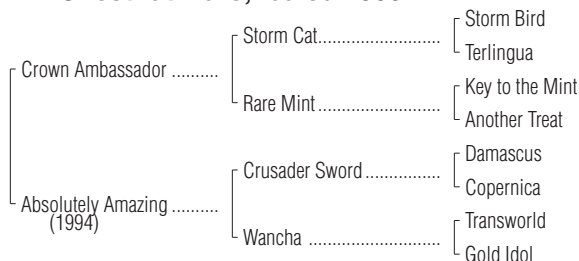 Storm Bird
Storm Cat........................
Terlingua
Crown Ambassador ..........
Key to the Mint
Rare Mint........................
Another Treat
Damascus
Crusader Sword...............
Copernica
Absolutely Amazing ..........
(1994)
Transworld
Wancha ..........................
Gold Idol